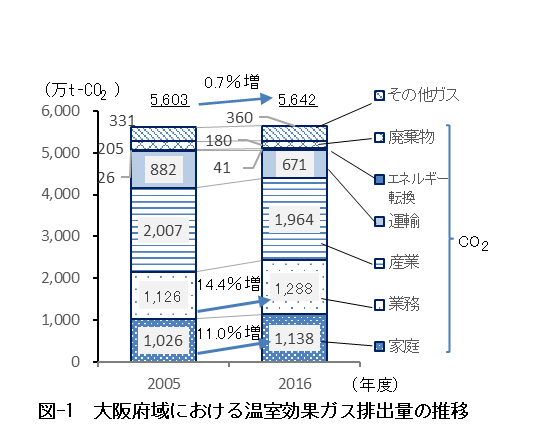 (万t-CO2)
0.7%増
5,603
5,642
その他ガス
6,000
331
360
廃棄物
5,000
205
180
26
882
41
671
エネルギー
転換
4,000
運輸
3,000
2,007
1,964
CO2
産業
2,000
14.4%増
1,126
1,288
業務
1,000
11.0%増
1,026
1,138
家庭
0
2005
2016
(年度)
図-1 大阪府域における温室効果ガス排出量の推移